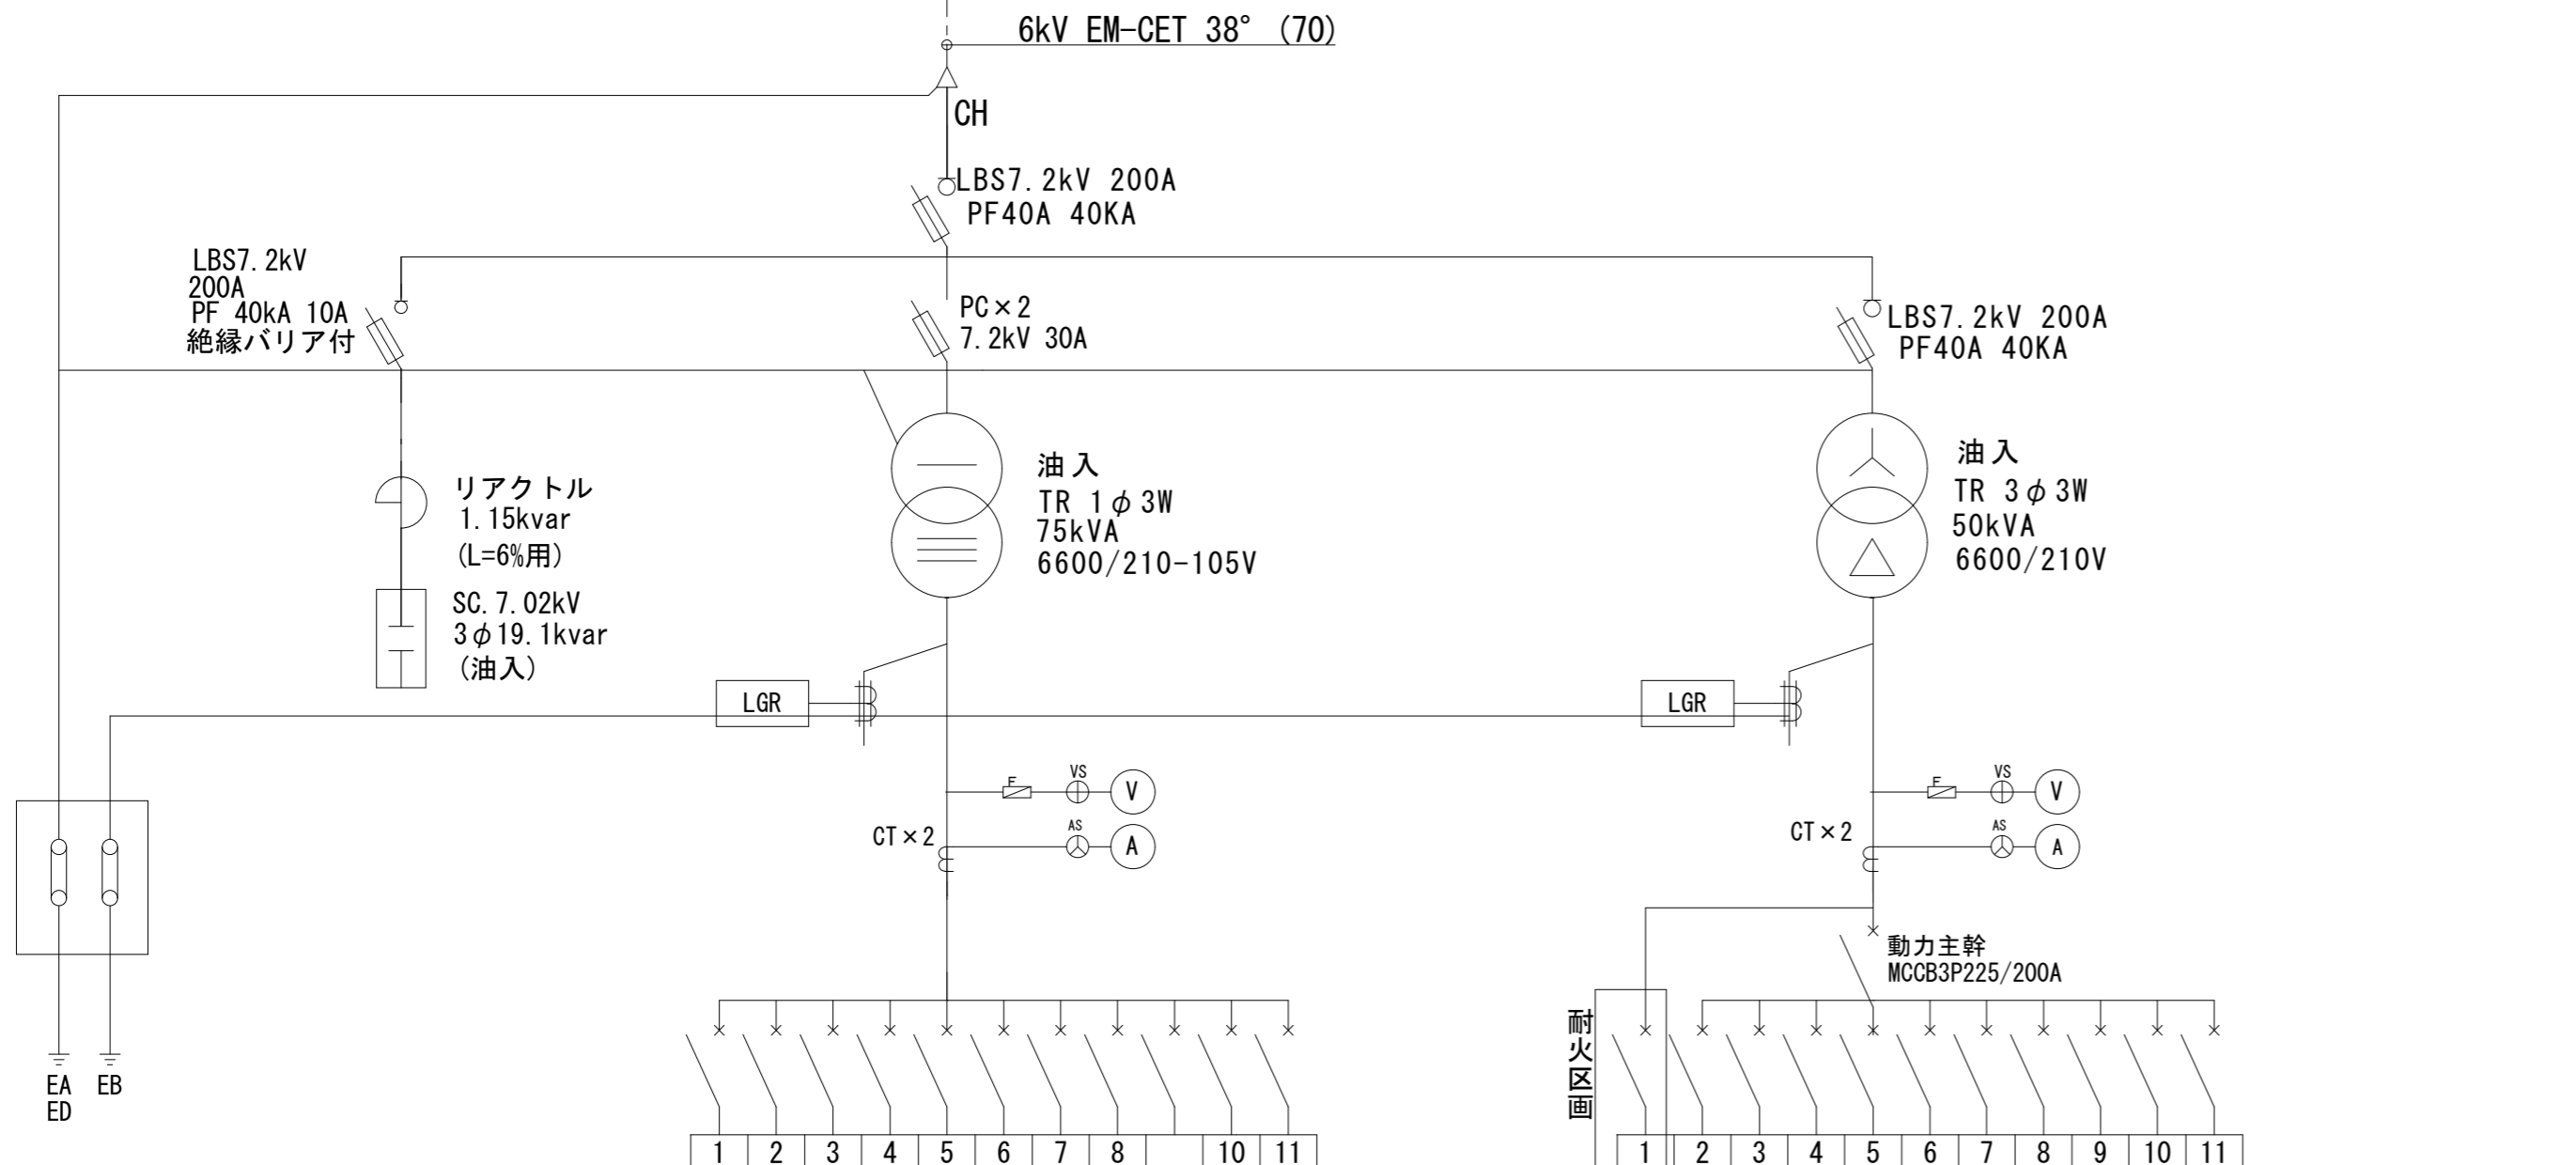 6kV EM-CET 38° (70)
CH
LBS7.2kV 200A
PF40A 40KA
LBS7.2kV
200A
PF 40kA 10A
絶縁バリア付
PC×2
7.2kV 30A
LBS7.2kV 200A
PF40A 40KA
リアクトル
1.15kvar
(L=6%用)
SC.7.02kV
3φ19.1kvar
(油入)
油入
TR 1φ3W
75kVA
6600/210-105V
油入
TR 3φ3W
50kVA
6600/210V
LGR
LGR
F
VS
V
CT×2
AS
A
F
VS
V
CT×2
AS
A
動力主幹
MCCB3P225/200A
耐火区画
EA
ED
EB
1 2 3 4 5 6 7 8 10 11
1 2 3 4 5 6 7 8 9 10 11